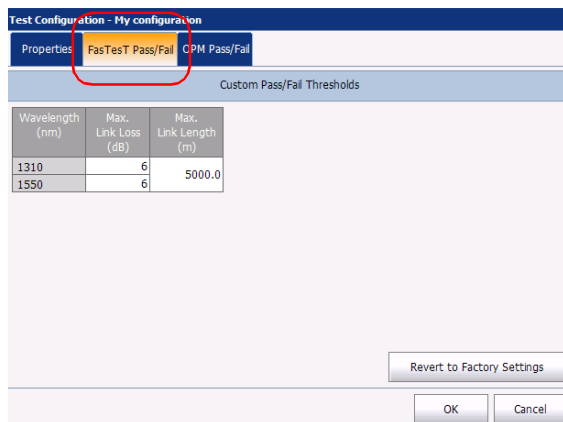 Test Configuration - My configuration
Properties FasTesT Pass/Fail OPM Pass/Fail
Custom Pass/Fail Thresholds
Wavelength (nm) Max. Link Loss (dB) Max. Link Length (m)
1310 6 5000.0
1550 6
Revert to Factory Settings
OK Cancel